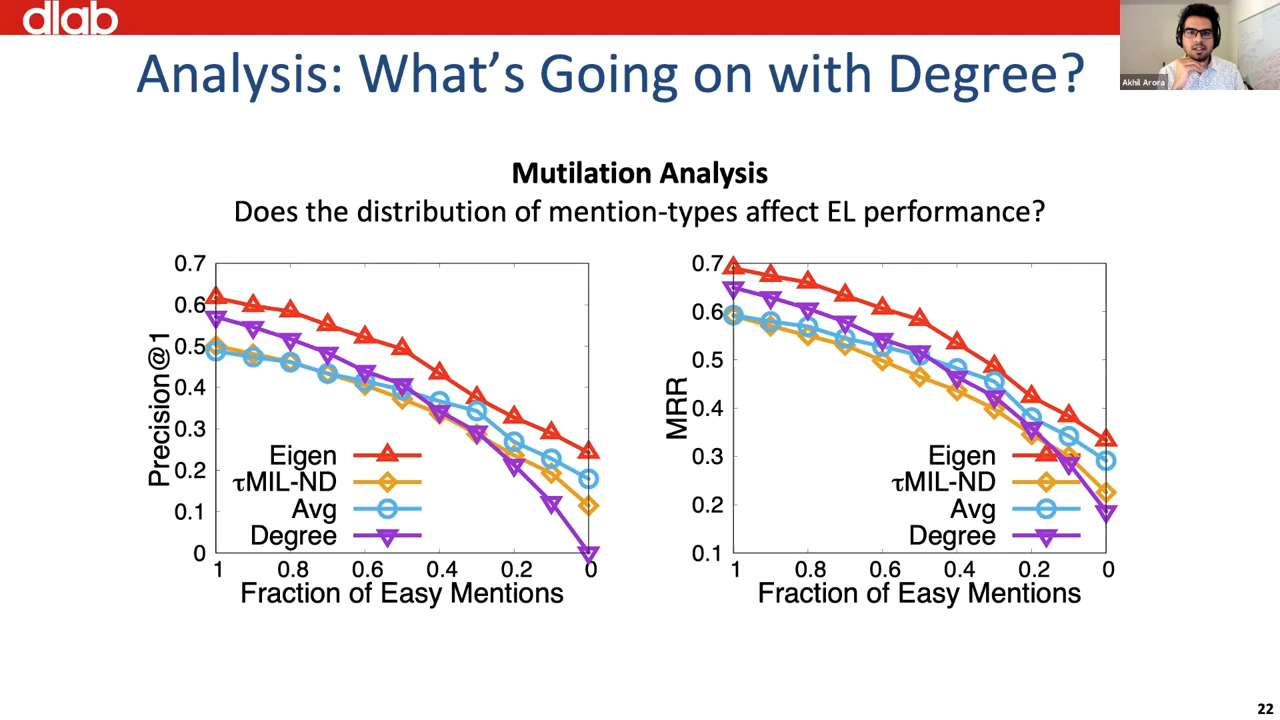 dlab
Akhil Arora
Analysis: What's Going on with Degree?
Mutilation Analysis
Does the distribution of mention-types affect EL performance?
Precision@1
0.7
0.6
0.5
0.4
0.3
0.2
0.1
0
Eigen
τMIL-ND
Avg
Degree
1 0.8 0.6 0.4 0.2 0
Fraction of Easy Mentions
MRR
0.7
0.6
0.5
0.4
0.3
0.2
0.1
Eigen
τMIL-ND
Avg
Degree
1 0.8 0.6 0.4 0.2 0
Fraction of Easy Mentions
22